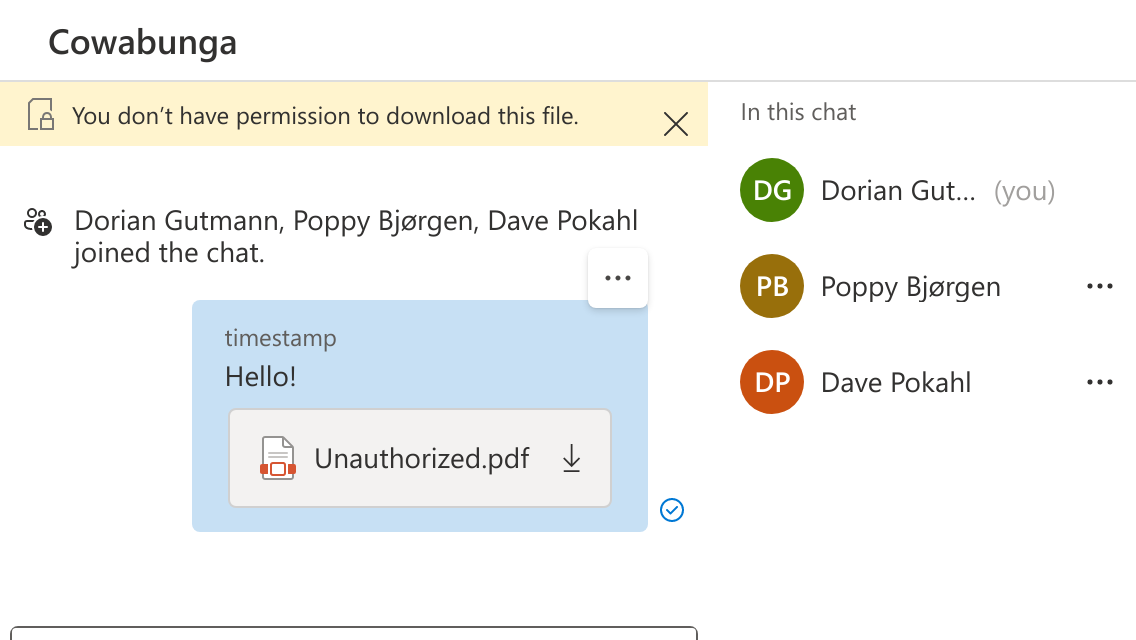 Cowabunga
You don’t have permission to download this file.
Dorian Gutmann, Poppy Bjørgen, Dave Pokahl
joined the chat.
timestamp
Hello!
Unauthorized.pdf
In this chat
DG Dorian Gut... (you)
PB Poppy Bjørgen
DP Dave Pokahl